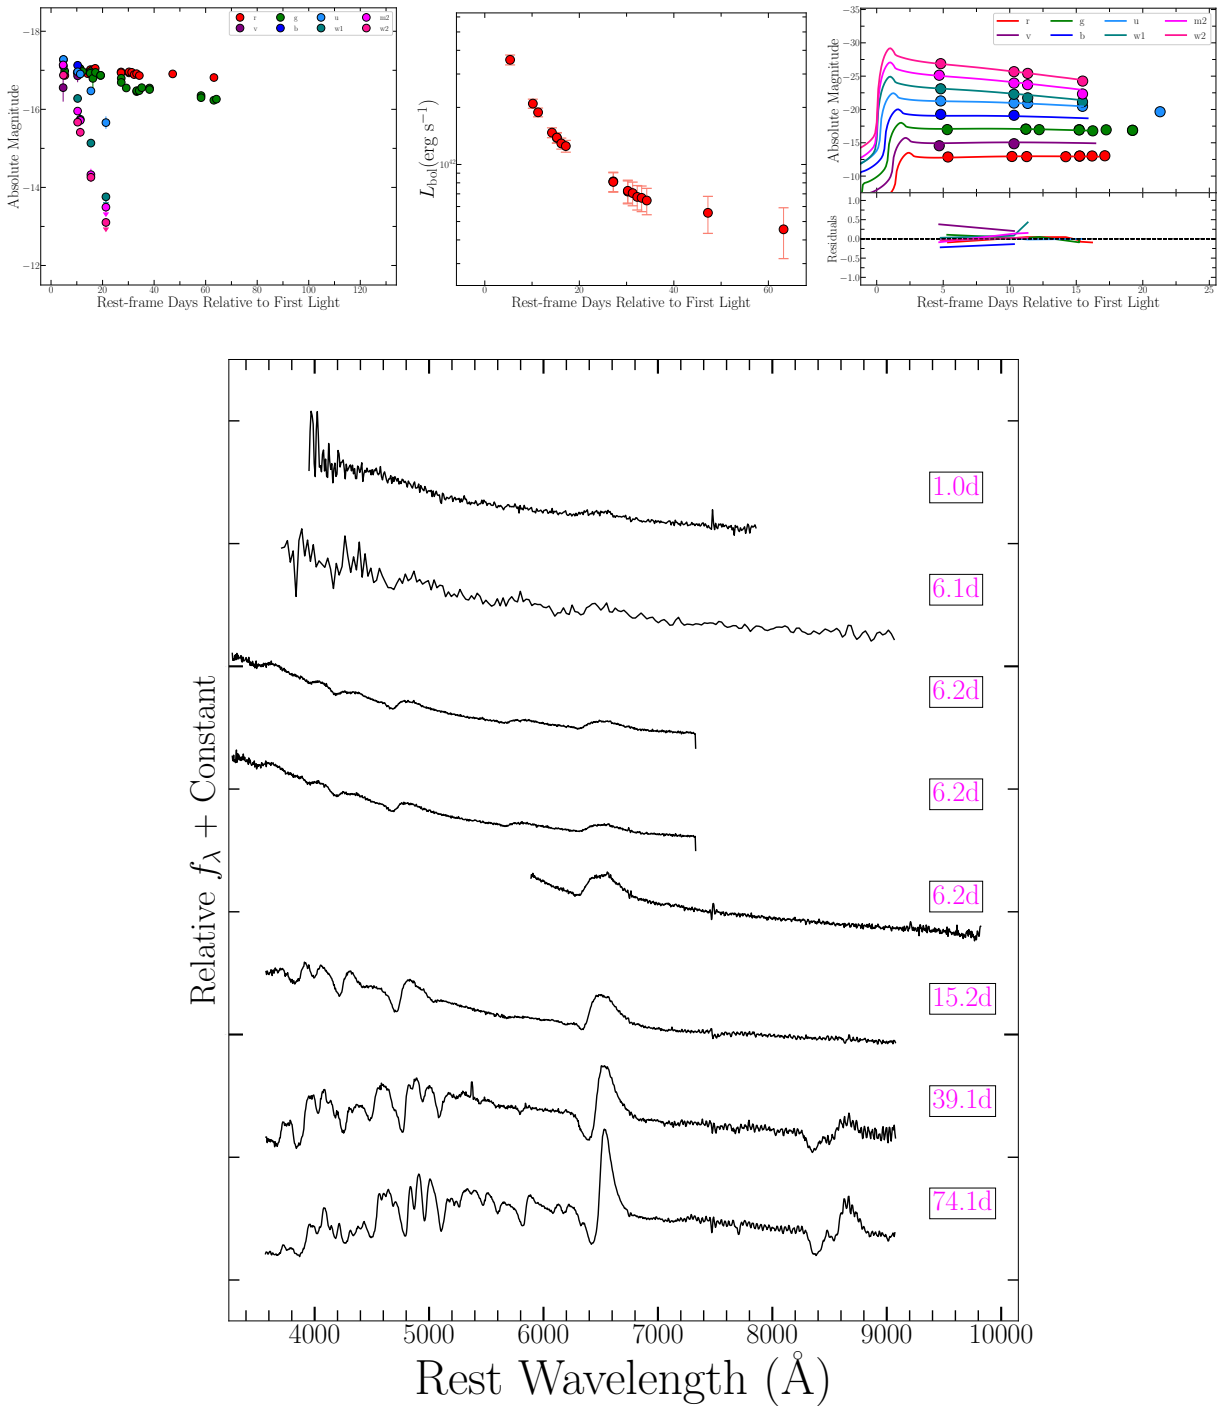 r g u m2
v b w1 w2
−18
−16
−14
−12
Absolute Magnitude
0 20 40 60 80 100 120
Rest-frame Days Relative to First Light
10^42
L_bol(erg s^−1)
0 20 40 60
Rest-frame Days Relative to First Light
r g u m2
v b w1 w2
−35
−30
−25
−20
−15
−10
Absolute Magnitude
1.0
0.5
0.0
−0.5
−1.0
Residuals
0 5 10 15 20 25
Rest-frame Days Relative to First Light
1.0d
6.1d
6.2d
6.2d
6.2d
15.2d
39.1d
74.1d
Relative f_λ + Constant
4000 5000 6000 7000 8000 9000 10000
Rest Wavelength (Å)